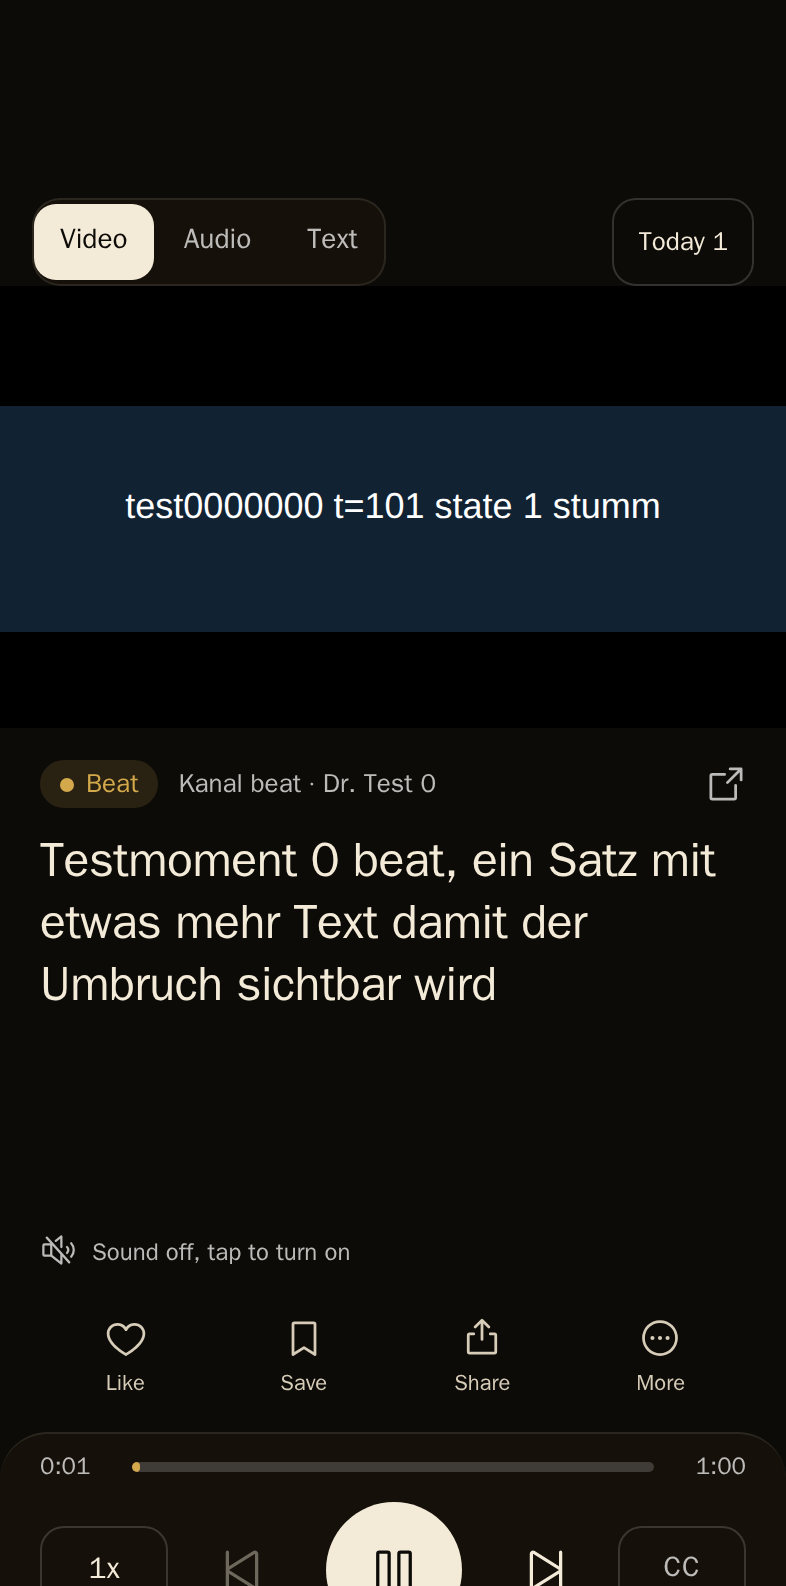 Video Audio Text Today 1
test0000000 t=101 state 1 stumm
Beat Kanal beat · Dr. Test 0
Testmoment 0 beat, ein Satz mit
etwas mehr Text damit der
Umbruch sichtbar wird
Sound off, tap to turn on
Like Save Share More
0:01 1:00
1x CC